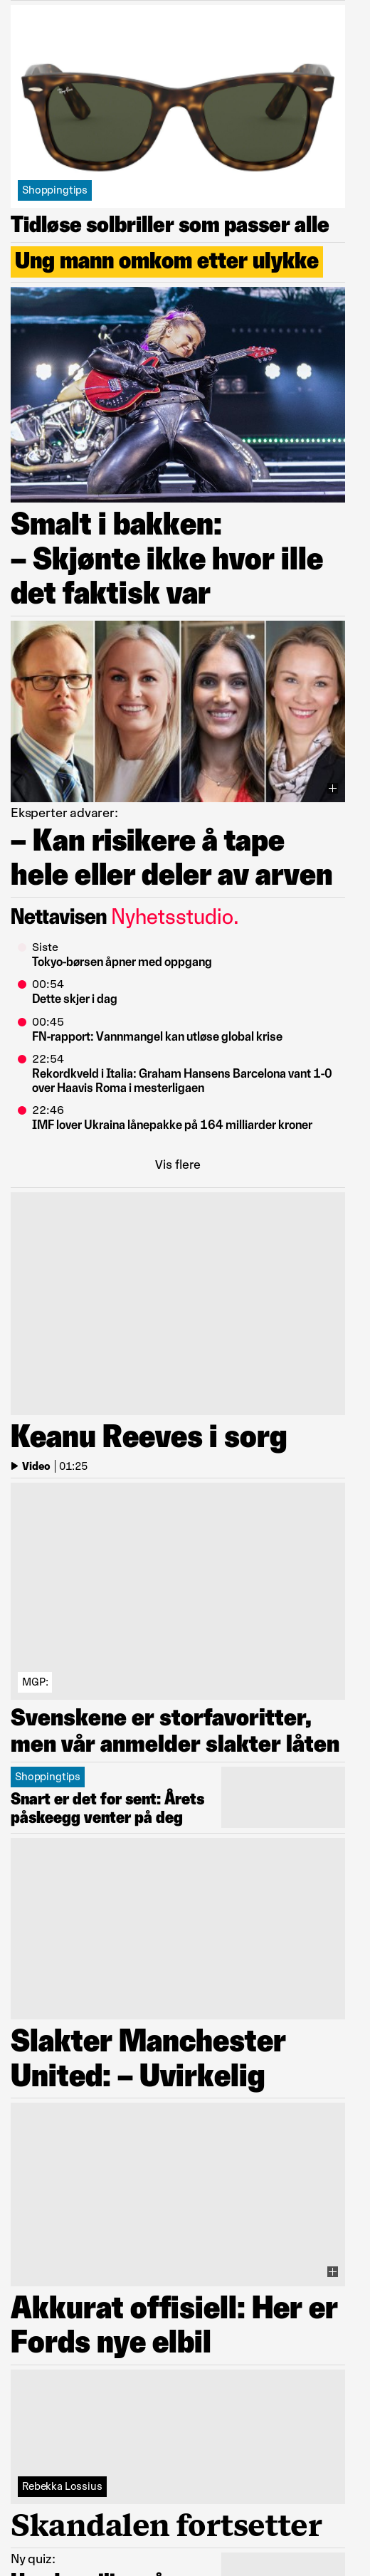 Ray-Ban
Shoppingtips
Tidløse solbriller som passer alle
Ung mann omkom etter ulykke
Smalt i bakken:
– Skjønte ikke hvor ille
det faktisk var
Eksperter advarer:
– Kan risikere å tape
hele eller deler av arven
Nettavisen Nyhetsstudio.
Siste
Tokyo-børsen åpner med oppgang
00:54
Dette skjer i dag
00:45
FN-rapport: Vannmangel kan utløse global krise
22:54
Rekordkveld i Italia: Graham Hansens Barcelona vant 1-0
over Haavis Roma i mesterligaen
22:46
IMF lover Ukraina lånepakke på 164 milliarder kroner
Vis flere
Keanu Reeves i sorg
Video | 01:25
MGP:
Svenskene er storfavoritter,
men vår anmelder slakter låten
Shoppingtips
Snart er det for sent: Årets
påskeegg venter på deg
Slakter Manchester
United: – Uvirkelig
Akkurat offisiell: Her er
Fords nye elbil
Rebekka Lossius
Skandalen fortsetter
Ny quiz: